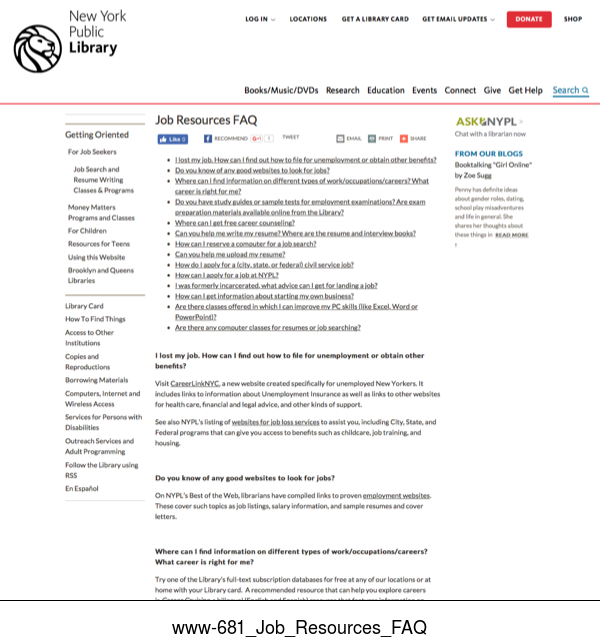 New York
Public
Library
LOG IN
LOCATIONS
GET A LIBRARY CARD
GET EMAIL UPDATES
DONATE
SHOP
Books/Music/DVDs Research Education Events Connect Give Get Help Search
Getting Oriented
For Job Seekers
Job Search and
Resume Writing
Classes & Programs
Money Matters
Programs and Classes
For Children
Resources for Teens
Using this Website
Brooklyn and Queens
Libraries
Library Card
How To Find Things
Access to Other
Institutions
Copies and
Reproductions
Borrowing Materials
Computers, Internet and
Wireless Access
Services for Persons with
Disabilities
Outreach Services and
Adult Programming
Follow the Library using
RSS
En Español
Job Resources FAQ
Like 0
RECOMMEND
G+1
TWEET
EMAIL
PRINT
SHARE
I lost my job. How can I find out how to file for unemployment or obtain other benefits?
Do you know of any good websites to look for jobs?
Where can I find information on different types of work/occupations/careers? What
career is right for me?
Do you have study guides or sample tests for employment examinations? Are exam
preparation materials available online from the Library?
Where can I get free career counseling?
Can you help me write my resume? Where are the resume and interview books?
How can I reserve a computer for a job search?
Can you help me upload my resume?
How do I apply for a (city, state, or federal) civil service job?
How can I apply for a job at NYPL?
I was formerly incarcerated, what advice can I get for landing a job?
How can I get information about starting my own business?
Are there classes offered in which I can improve my PC skills (like Excel, Word or
PowerPoint)?
Are there any computer classes for resumes or job searching?
I lost my job. How can I find out how to file for unemployment or obtain other
benefits?
Visit CareerLinkNYC, a new website created specifically for unemployed New Yorkers. It
includes links to information about Unemployment Insurance as well as links to other websites
for health care, financial and legal advice, and other kinds of support.
See also NYPL's listing of websites for job loss services to assist you, including City, State, and
Federal programs that can give you access to benefits such as childcare, job training, and
housing.
Do you know of any good websites to look for jobs?
On NYPL's Best of the Web, librarians have compiled links to proven employment websites.
These cover such topics as job listings, salary information, and sample resumes and cover
letters.
Where can I find information on different types of work/occupations/careers?
What career is right for me?
Try one of the Library's full-text subscription databases for free at any of our locations or at
home with your Library card. A recommended resource that can help you explore careers
ASK NYPL
Chat with a librarian now
FROM OUR BLOGS
Booktalking "Girl Online"
by Zoe Sugg
Penny has definite ideas
about gender roles, dating,
school play misadventures
and life in general. She
shares her thoughts about
these things in READ MORE
www-681_Job_Resources_FAQ